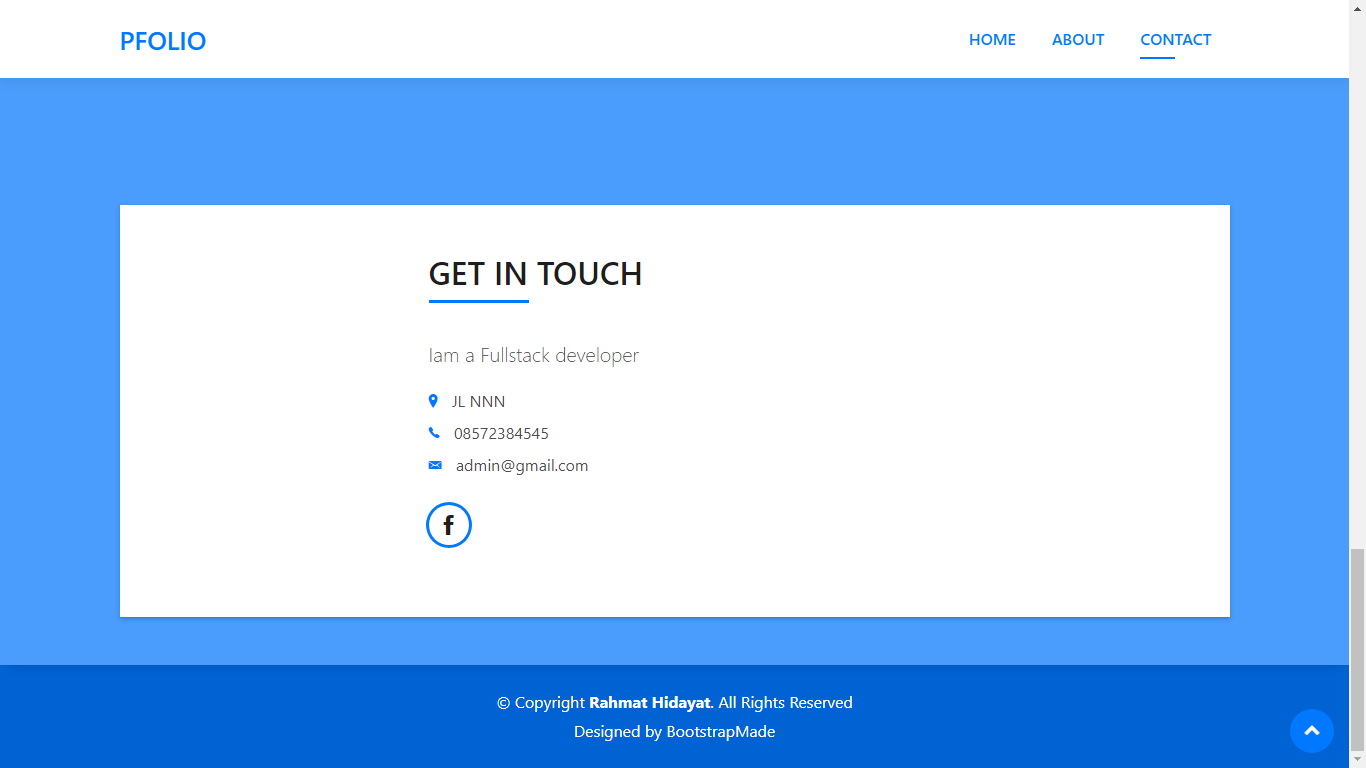 PFOLIO
HOME ABOUT CONTACT
GET IN TOUCH
Iam a Fullstack developer
JL NNN
08572384545
admin@gmail.com
© Copyright Rahmat Hidayat. All Rights Reserved
Designed by BootstrapMade